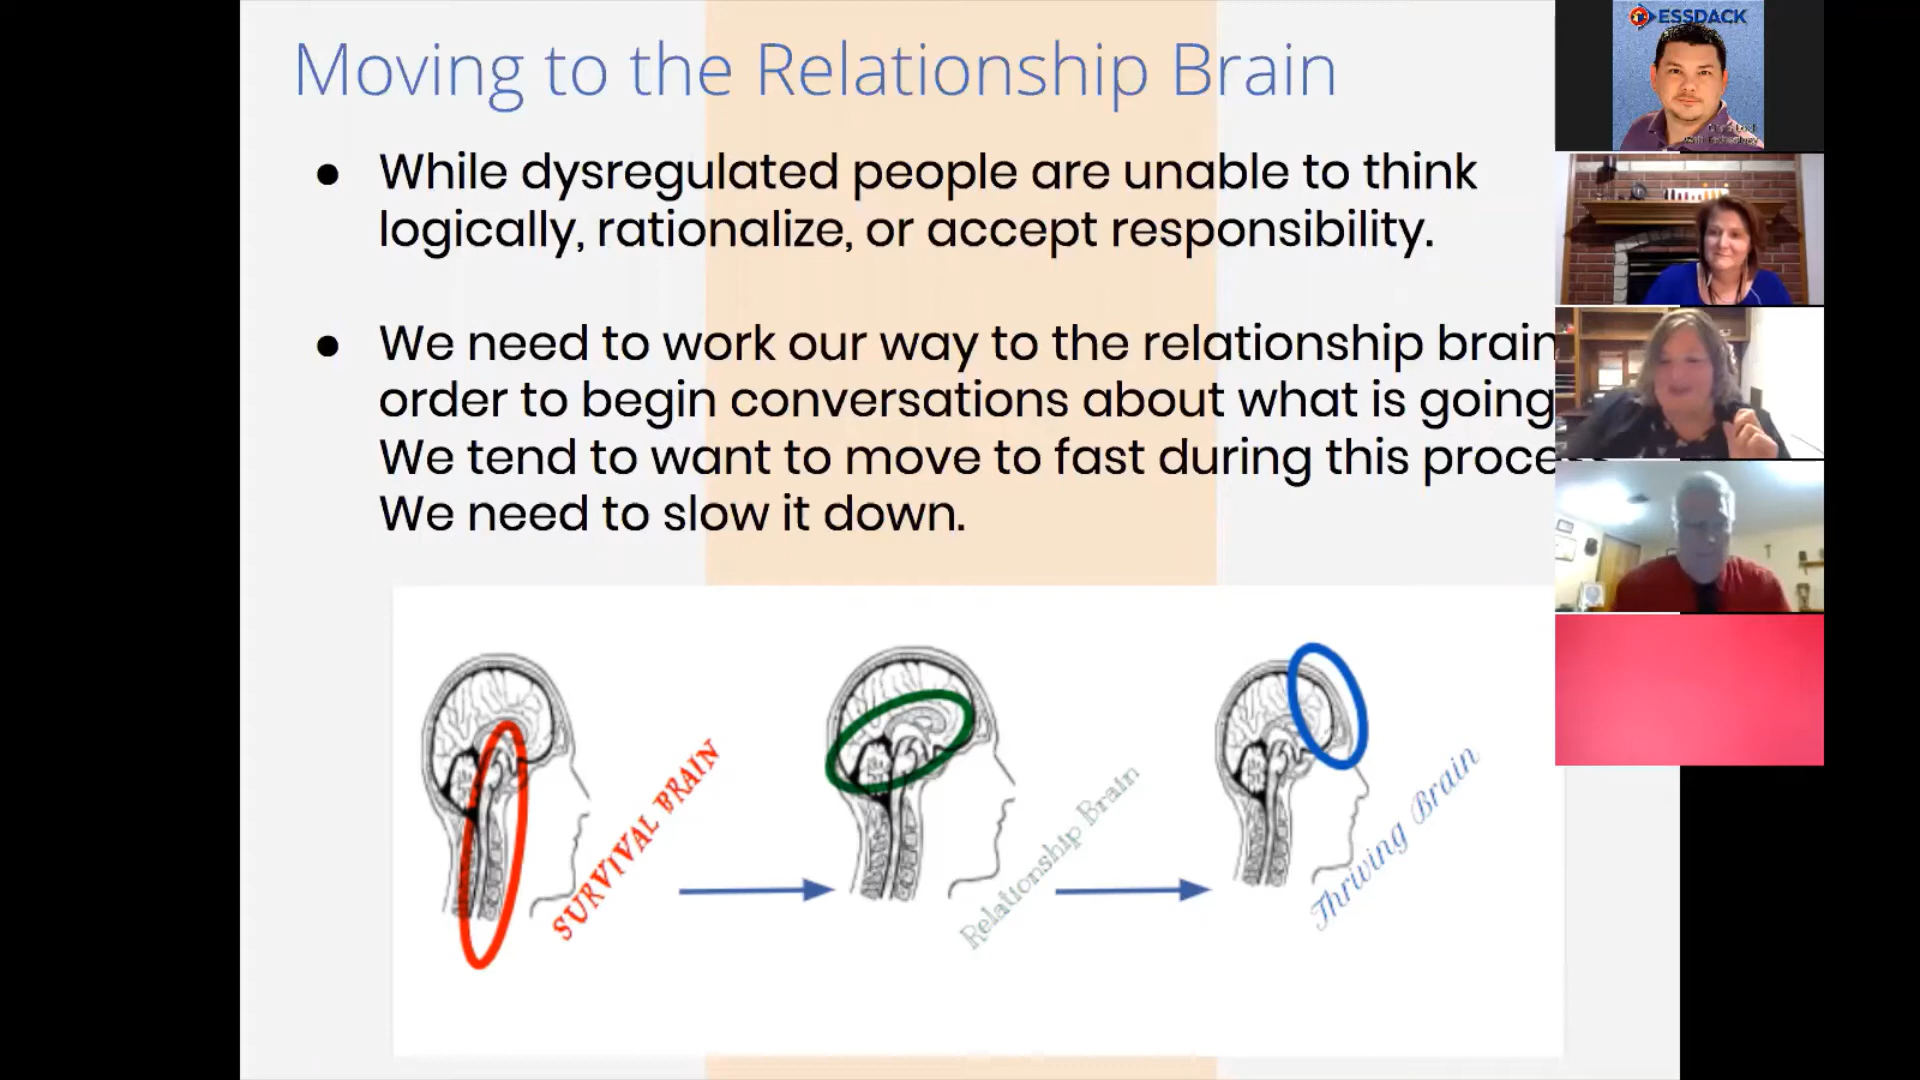 Moving to the Relationship Brain
● While dysregulated people are unable to think
logically, rationalize, or accept responsibility.
● We need to work our way to the relationship brain
order to begin conversations about what is going
We tend to want to move to fast during this proce
We need to slow it down.
SURVIVAL BRAIN
Relationship Brain
Thriving Brain
ESSDACK